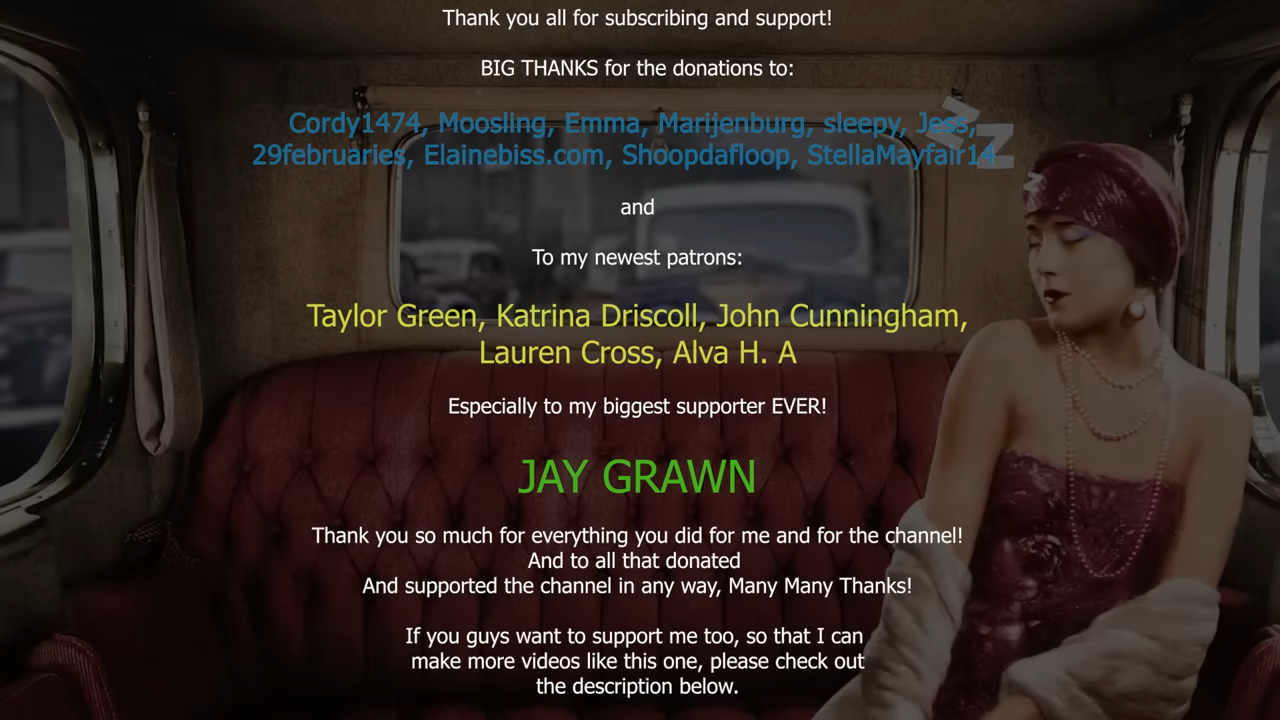 Thank you all for subscribing and support!
BIG THANKS for the donations to:
Cordy1474, Moosling, Emma, Marijenburg, sleepy, Jess,
29februaries, Elainebiss.com, Shoopdafloop, StellaMayfair14
and
To my newest patrons:
Taylor Green, Katrina Driscoll, John Cunningham,
Lauren Cross, Alva H. A
Especially to my biggest supporter EVER!
JAY GRAWN
Thank you so much for everything you did for me and for the channel!
And to all that donated
And supported the channel in any way, Many Many Thanks!
If you guys want to support me too, so that I can
make more videos like this one, please check out
the description below.
z Z Z